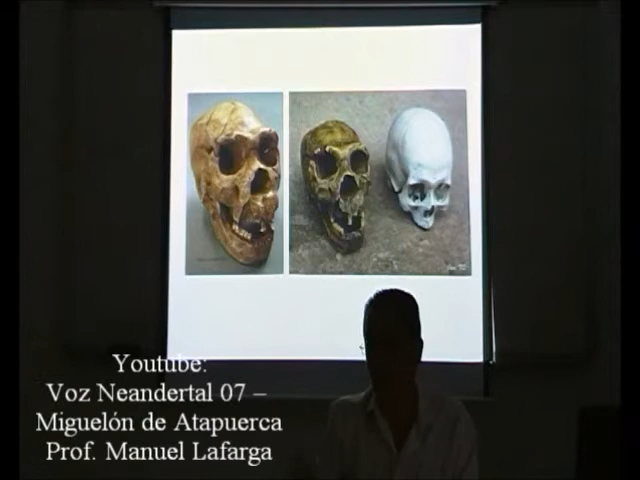 Youtube:
Voz Neandertal 07 –
Miguelón de Atapuerca
Prof. Manuel Lafarga